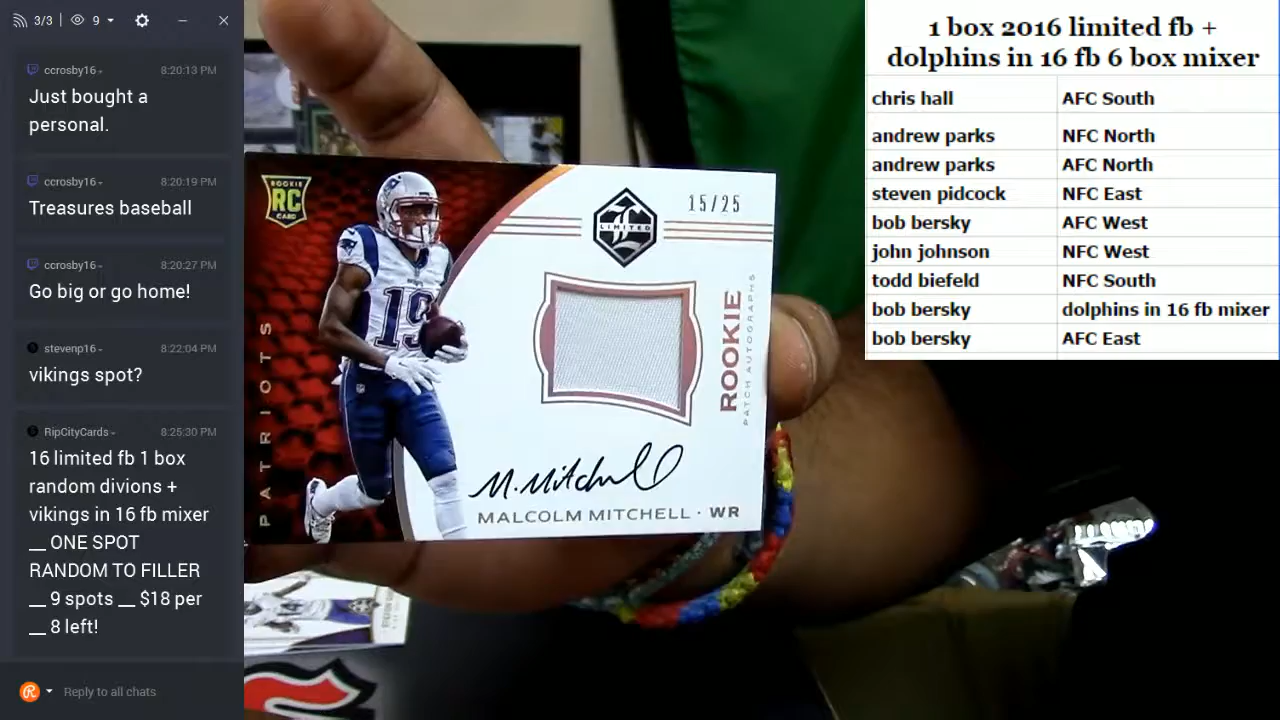 3/3
9
ccrosby16
8:20:13 PM
Just bought a
personal.
ccrosby16
8:20:19 PM
Treasures baseball
ccrosby16
8:20:27 PM
Go big or go home!
stevenp16
8:22:04 PM
vikings spot?
RipCityCards
8:25:30 PM
16 limited fb 1 box
random divions +
vikings in 16 fb mixer
__ ONE SPOT
RANDOM TO FILLER
__ 9 spots __ $18 per
__ 8 left!
Reply to all chats
ROOKIE
RC
CARD
PATRIOTS
19
LIMITED
15/25
ROOKIE
PATCH AUTOGRAPHS
M. Mitchell
MALCOLM MITCHELL · WR
1 box 2016 limited fb +
dolphins in 16 fb 6 box mixer
chris hall AFC South
andrew parks NFC North
andrew parks AFC North
steven pidcock NFC East
bob bersky AFC West
john johnson NFC West
todd biefeld NFC South
bob bersky dolphins in 16 fb mixer
bob bersky AFC East